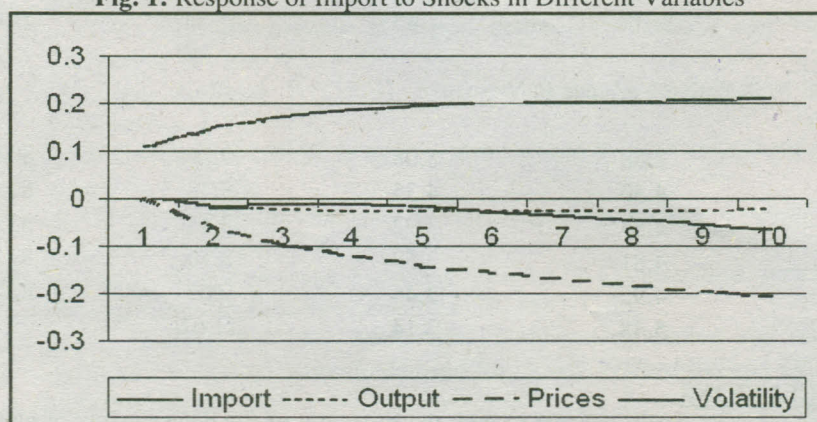 Fig. 1. Response of Import to Shocks in Different Variables
0.3
0.2
0.1
0
1 2 3 4 5 6 7 8 9 10
-0.1
-0.2
-0.3
Import Output Prices Volatility